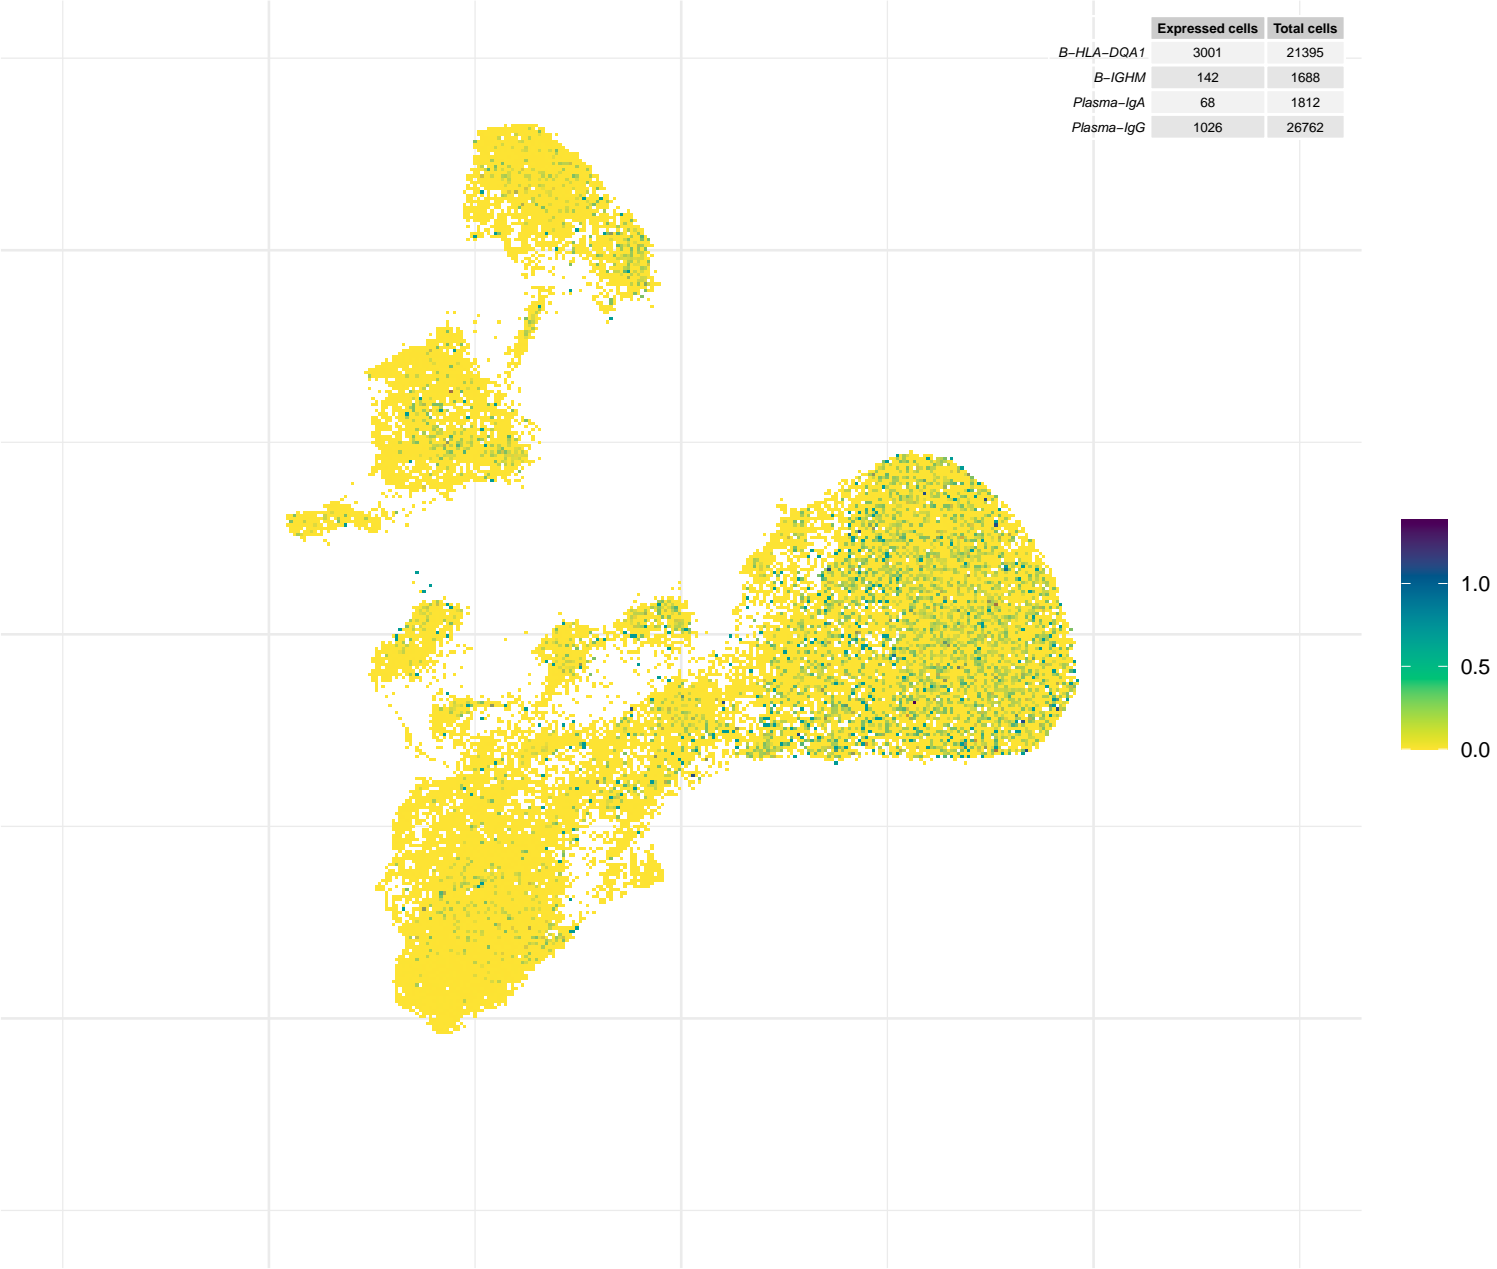 Expressed cells Total cells
B−HLA−DQA1 3001 21395
B−IGHM 142 1688
Plasma−IgA 68 1812
Plasma−IgG 1026 26762
1.0
0.5
0.0